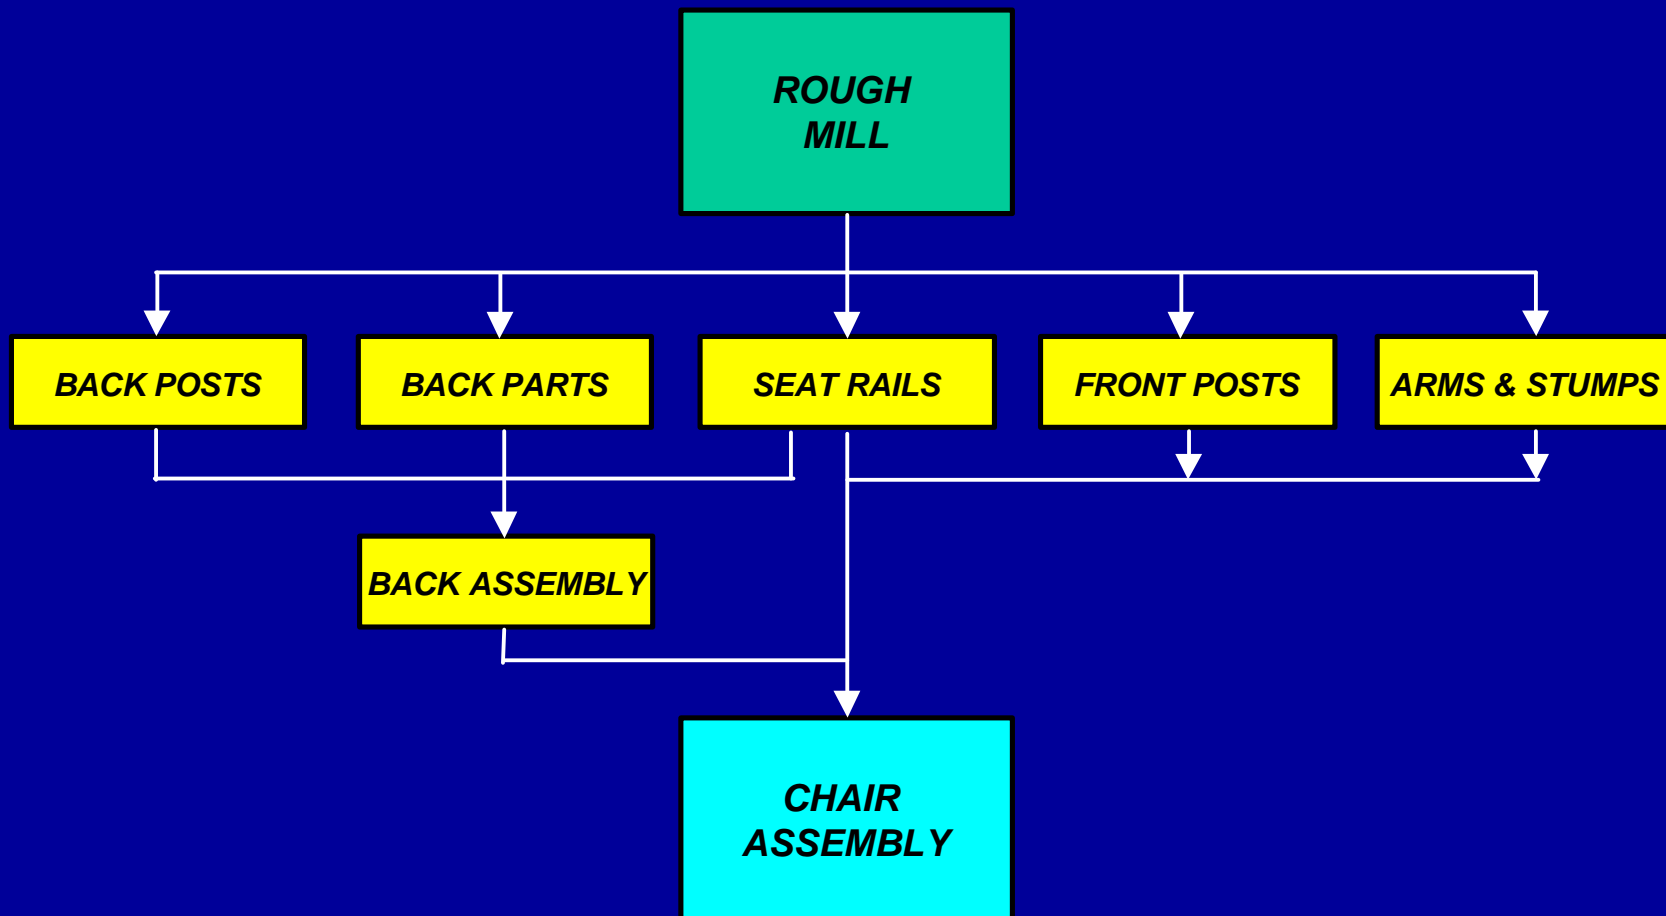 ROUGH
MILL
BACK POSTS
BACK PARTS
SEAT RAILS
FRONT POSTS
ARMS & STUMPS
BACK ASSEMBLY
CHAIR
ASSEMBLY